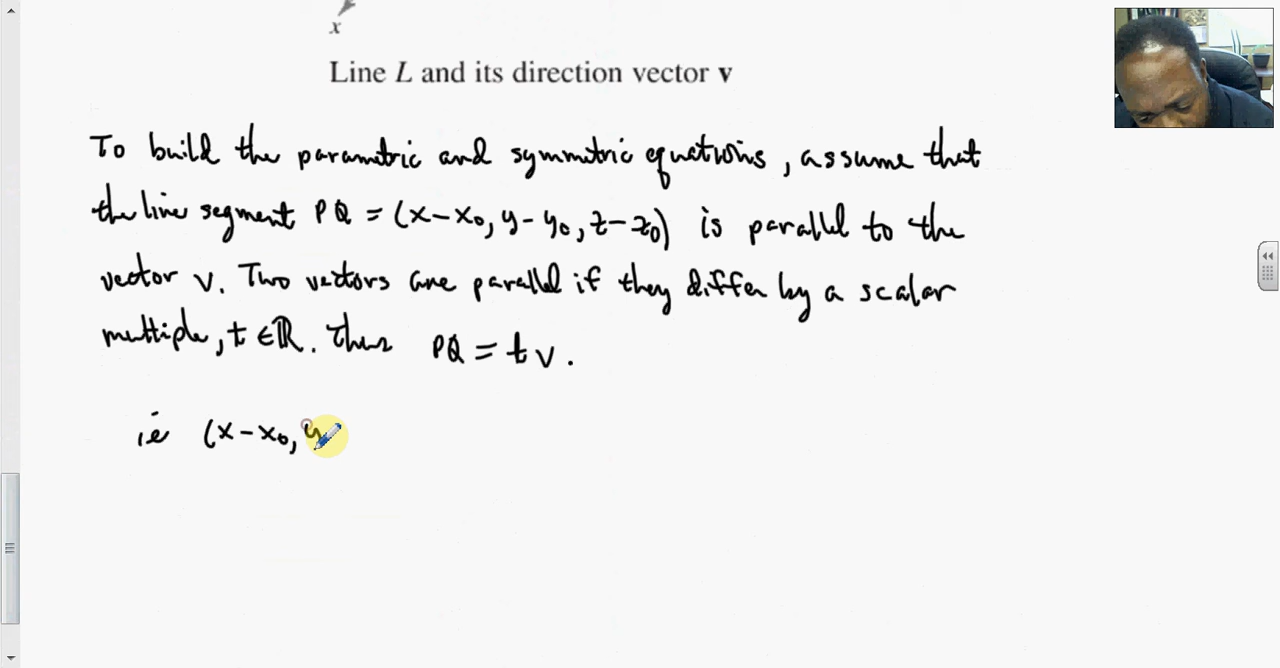 x
Line L and its direction vector v
To build the parametric and symmetric equations, assume that
the line segment PQ = (x-x₀, y-y₀, z-z₀) is parallel to the
vector v. Two vectors are parallel if they differ by a scalar
multiple, t ∈ ℝ. Thus PQ = t v.
ie (x-x₀, y